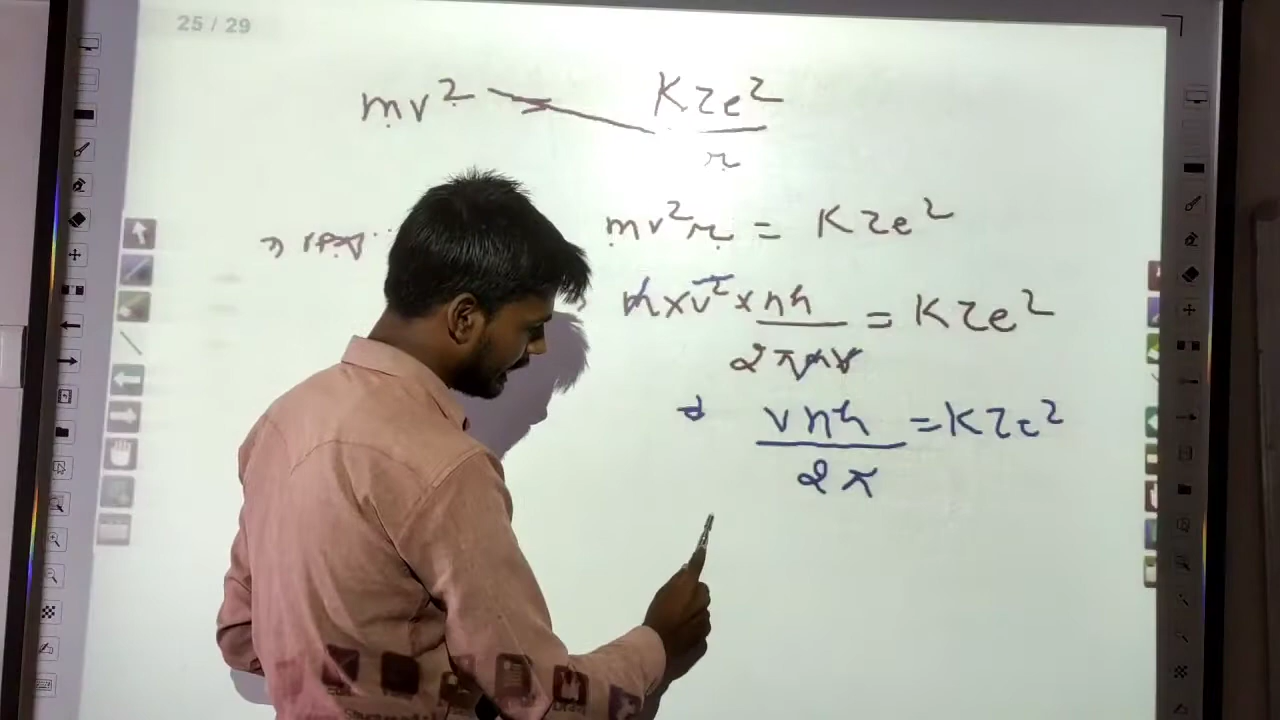 25 / 29
mv² = KZe²/r
mv²r = KZe²
m×v²×nh/2πmv = KZe²
⇒ vnh/2π = KZe²